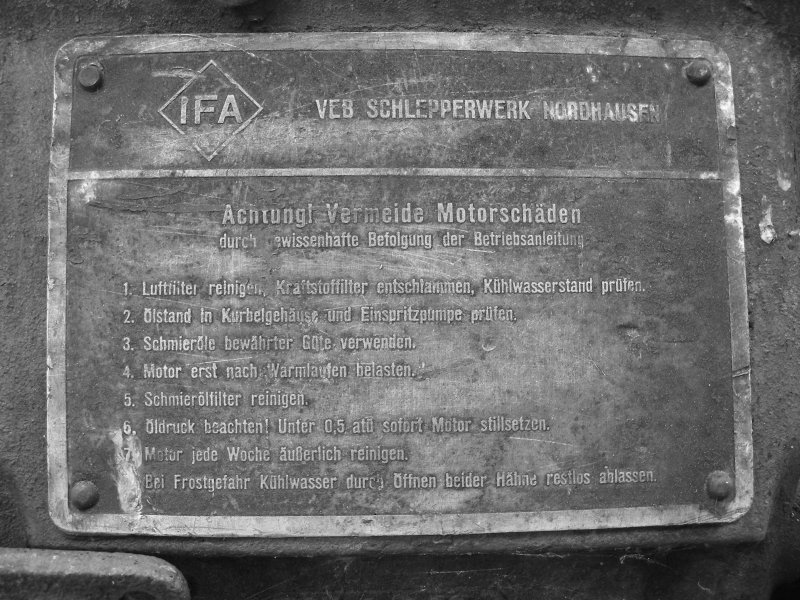 IFA VEB SCHLEPPERWERK NORDHAUSEN
Achtung! Vermeide Motorschäden
durch gewissenhafte Befolgung der Betriebsanleitung
1. Luftfilter reinigen, Kraftstoffilter entschlammen, Kühlwasserstand prüfen.
2. Ölstand in Kurbelgehäuse und Einspritzpumpe prüfen.
3. Schmieröle bewährter Güte verwenden.
4. Motor erst nach Warmlaufen belasten.
5. Schmierölfilter reinigen.
6. Öldruck beachten! Unter 0,5 atü sofort Motor stillsetzen.
7. Motor jede Woche äußerlich reinigen.
Bei Frostgefahr Kühlwasser durch Öffnen beider Hähne restlos ablassen.